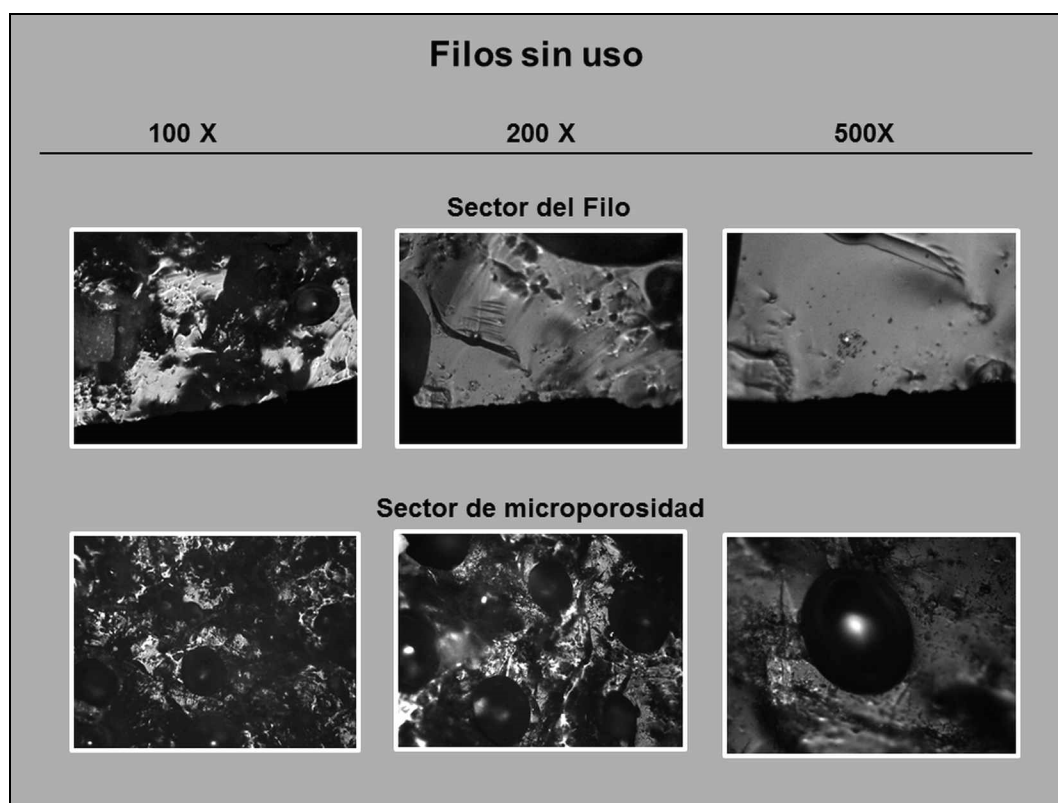 Filos sin uso
100 X 200 X 500X
Sector del Filo
Sector de microporosidad